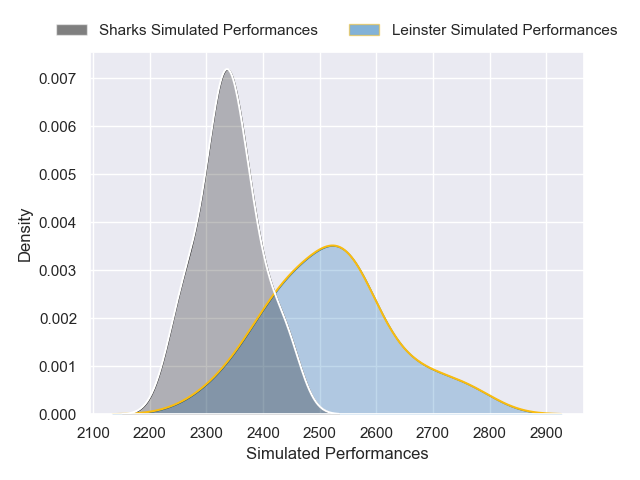 Sharks Simulated Performances Leinster Simulated Performances
0.007
0.006
0.005
0.004
0.003
0.002
0.001
0.000
Density
2100 2200 2300 2400 2500 2600 2700 2800 2900
Simulated Performances